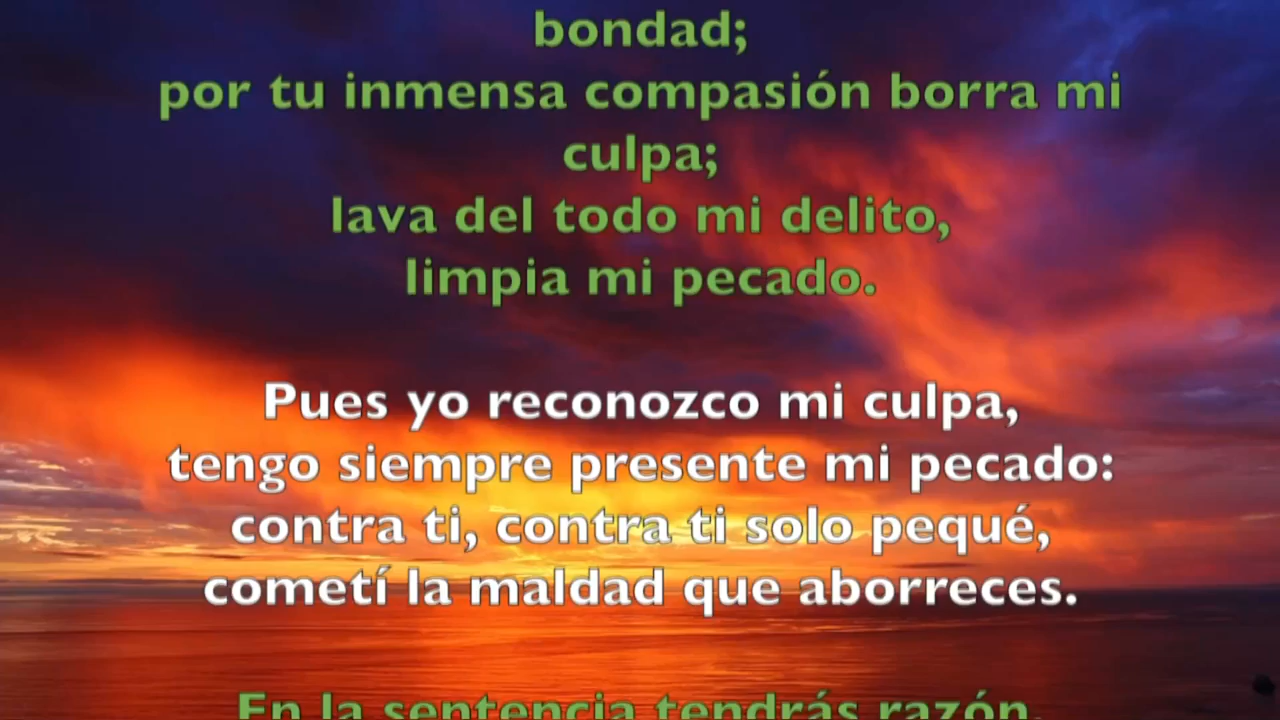 bondad;
por tu inmensa compasión borra mi
culpa;
lava del todo mi delito,
limpia mi pecado.
Pues yo reconozco mi culpa,
tengo siempre presente mi pecado:
contra ti, contra ti solo pequé,
cometí la maldad que aborreces.
En la sentencia tendrás razón,